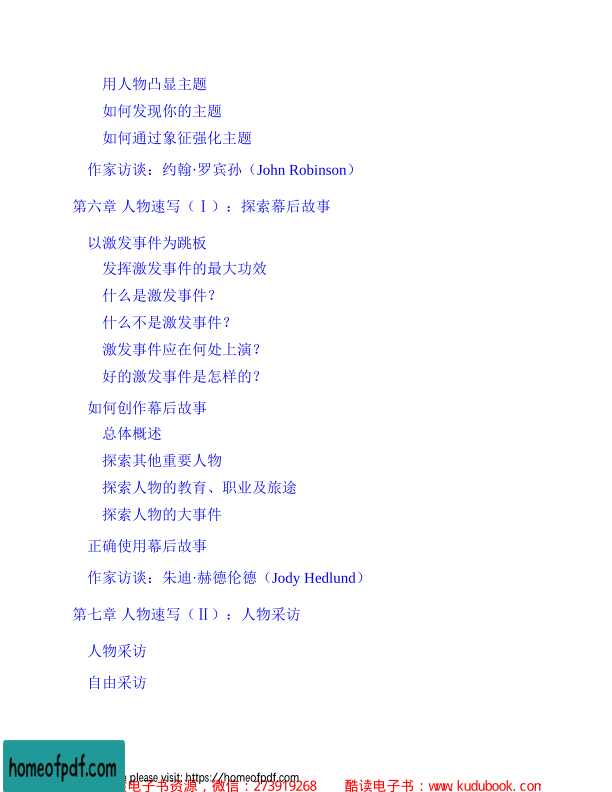 用人物凸显主题
如何发现你的主题
如何通过象征强化主题
作家访谈：约翰·罗宾孙（John Robinson）
第六章 人物速写（Ⅰ）：探索幕后故事
以激发事件为跳板
发挥激发事件的最大功效
什么是激发事件？
什么不是激发事件？
激发事件应在何处上演？
好的激发事件是怎样的？
如何创作幕后故事
总体概述
探索其他重要人物
探索人物的教育、职业及旅途
探索人物的大事件
正确使用幕后故事
作家访谈：朱迪·赫德伦德（Jody Hedlund）
第七章 人物速写（Ⅱ）：人物采访
人物采访
自由采访
homeofpdf.com
please visit: https://homeofpdf.com
电子书资源，微信：273919268 酷读电子书：www.kudubook.com